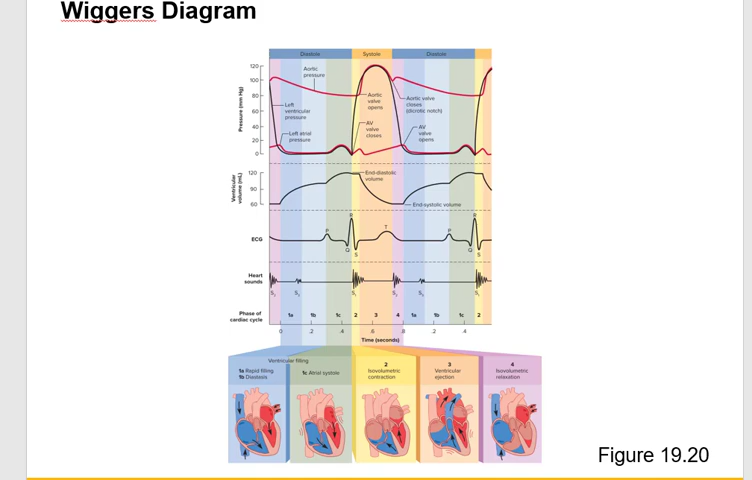 Wiggers Diagram
Diastole Systole Diastole
Pressure (mm Hg)
120
100
80
60
40
20
0
Aortic
pressure
Left
ventricular
pressure
Left atrial
pressure
Aortic
valve
opens
AV
valve
closes
Aortic valve
closes
(dicrotic notch)
AV
valve
opens
Ventricular
volume (mL)
120
90
60
End-diastolic
volume
End-systolic volume
ECG
P R Q S T P R Q S
Heart
sounds
S2 S3 S1 S2 S3 S1
Phase of
cardiac cycle
1a 1b 1c 2 3 4 1a 1b 1c 2
0 .2 .4 .6 .8 .2 .4
Time (seconds)
Ventricular filling
1a Rapid filling
1b Diastasis
1c Atrial systole
2
Isovolumetric
contraction
3
Ventricular
ejection
4
Isovolumetric
relaxation
Figure 19.20